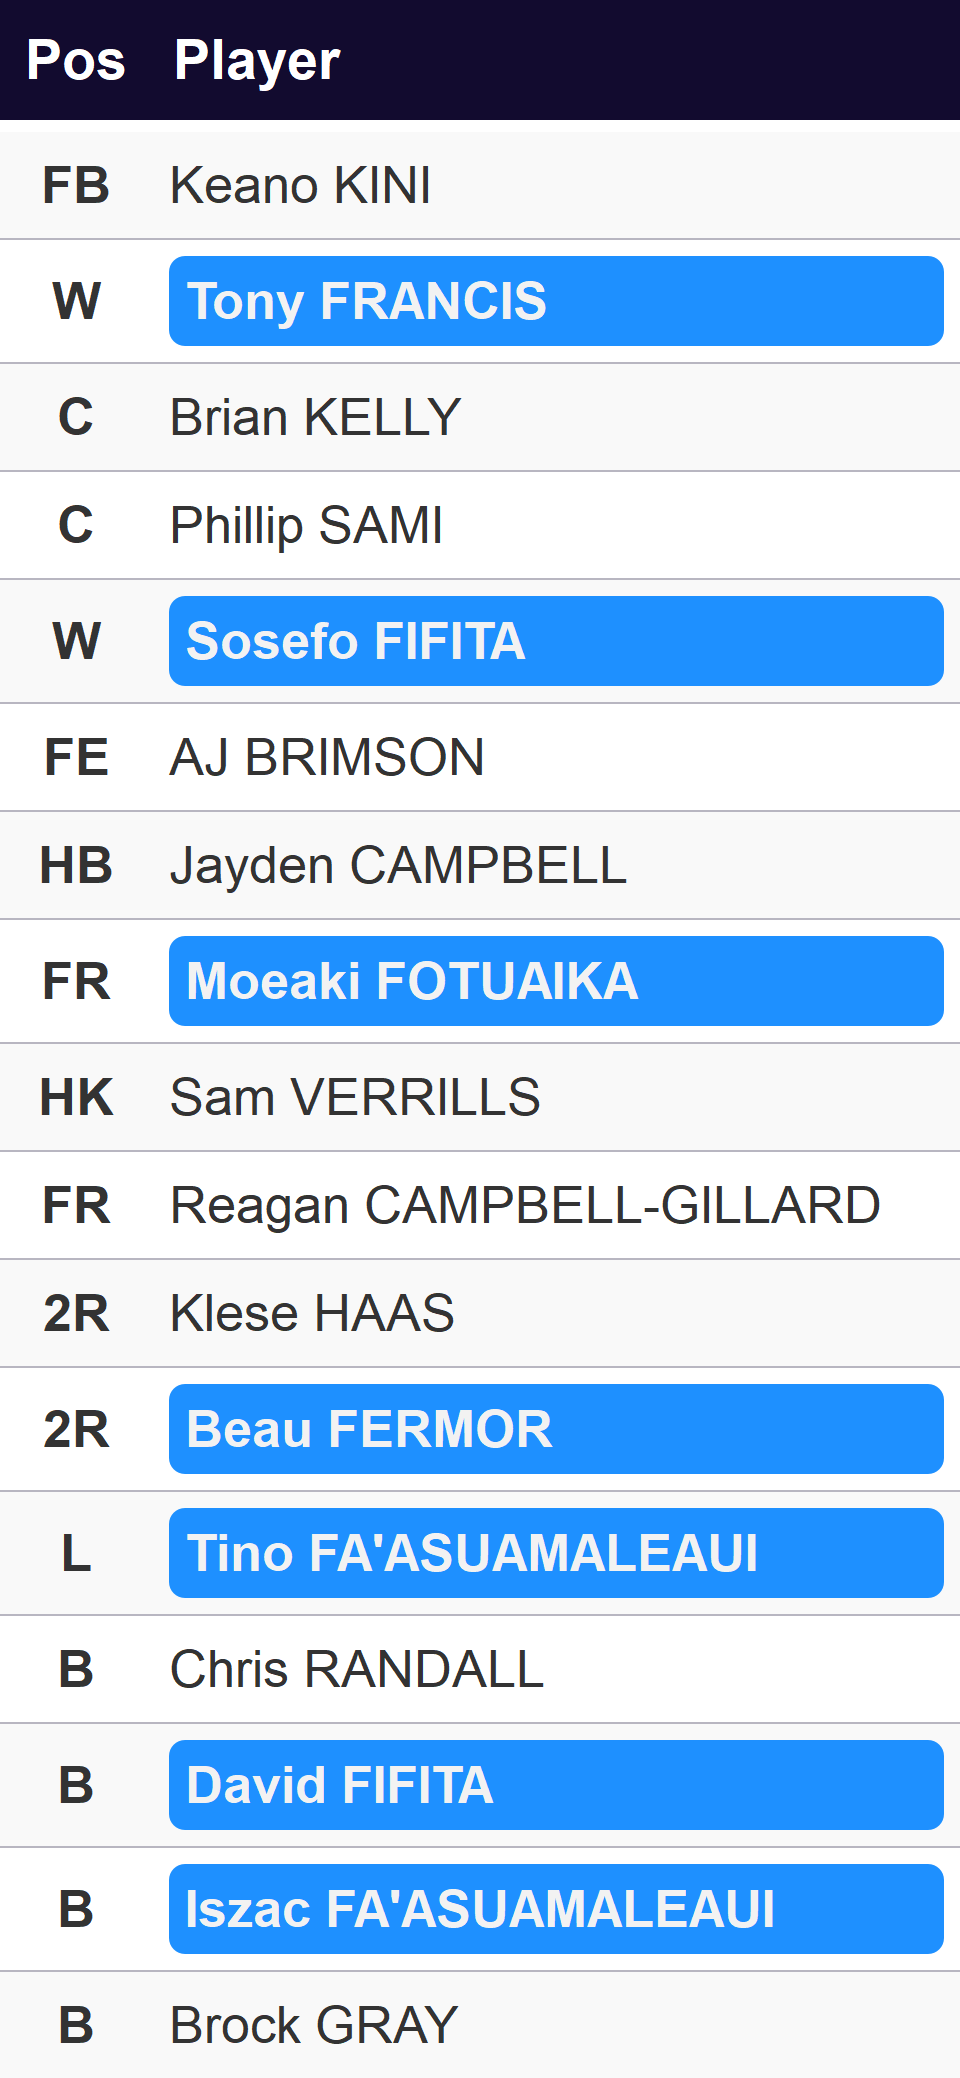 Pos Player
FB Keano KINI
W Tony FRANCIS
C Brian KELLY
C Phillip SAMI
W Sosefo FIFITA
FE AJ BRIMSON
HB Jayden CAMPBELL
FR Moeaki FOTUAIKA
HK Sam VERRILLS
FR Reagan CAMPBELL-GILLARD
2R Klese HAAS
2R Beau FERMOR
L Tino FA'ASUAMALEAUI
B Chris RANDALL
B David FIFITA
B Iszac FA'ASUAMALEAUI
B Brock GRAY